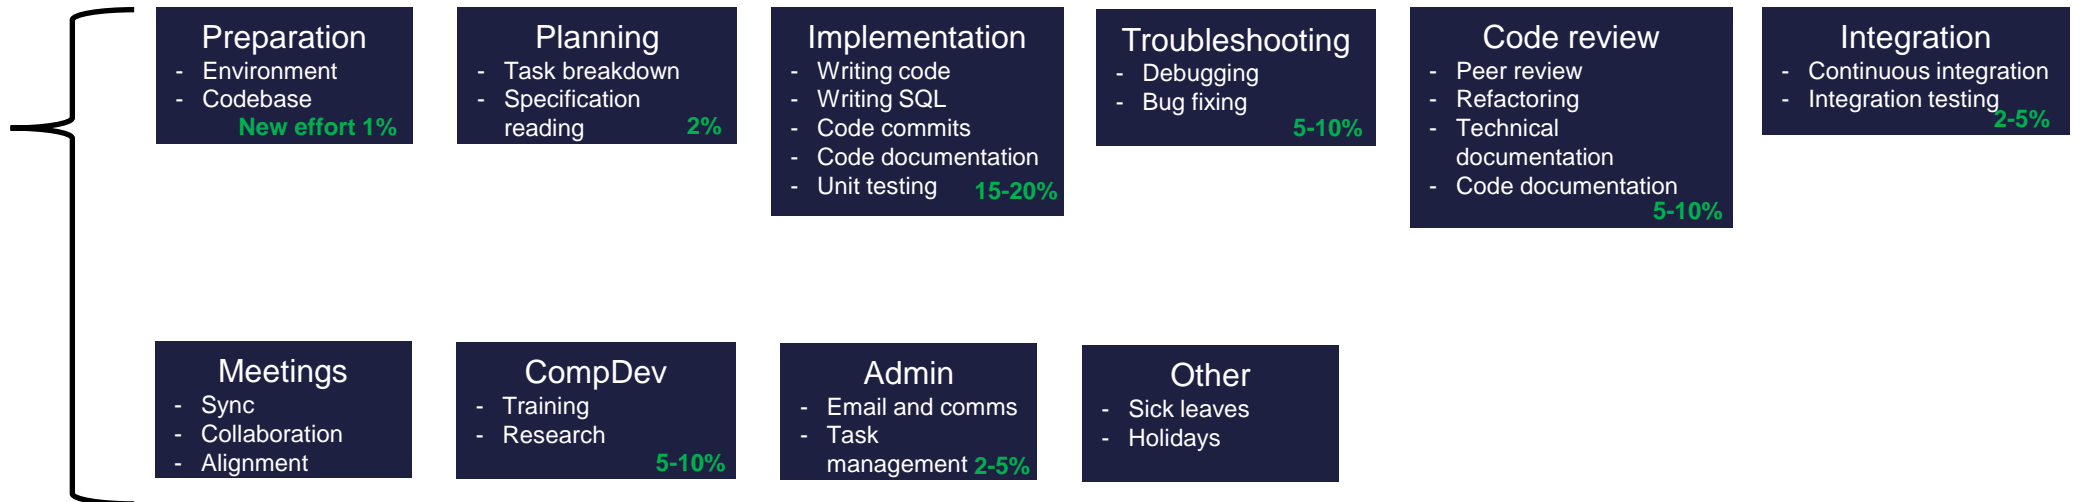 Preparation
- Environment
- Codebase
New effort 1%
Planning
- Task breakdown
- Specification
reading
2%
Implementation
- Writing code
- Writing SQL
- Code commits
- Code documentation
- Unit testing
15-20%
Troubleshooting
- Debugging
- Bug fixing
5-10%
Code review
- Peer review
- Refactoring
- Technical
documentation
- Code documentation
5-10%
Integration
- Continuous integration
- Integration testing
2-5%
Meetings
- Sync
- Collaboration
- Alignment
CompDev
- Training
- Research
5-10%
Admin
- Email and comms
- Task
management 2-5%
Other
- Sick leaves
- Holidays